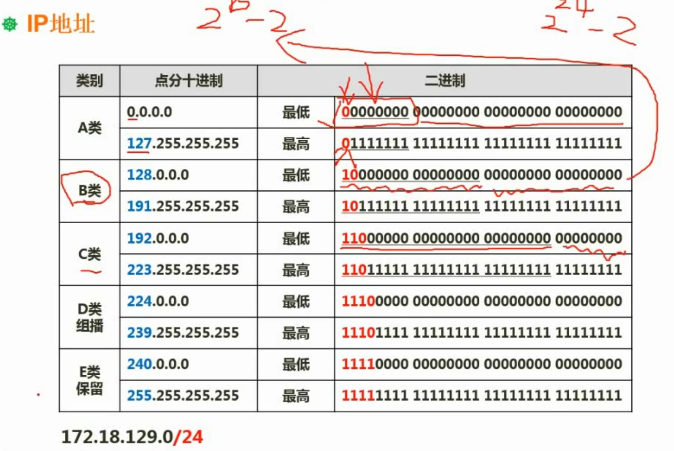 IP地址
2^B-2
2^24-2
类别 点分十进制 二进制
A类 0.0.0.0 最低 00000000 00000000 00000000 00000000
127.255.255.255 最高 01111111 11111111 11111111 11111111
B类 128.0.0.0 最低 10000000 00000000 00000000 00000000
191.255.255.255 最高 10111111 11111111 11111111 11111111
C类 192.0.0.0 最低 11000000 00000000 00000000 00000000
223.255.255.255 最高 11011111 11111111 11111111 11111111
D类 组播 224.0.0.0 最低 11100000 00000000 00000000 00000000
239.255.255.255 最高 11101111 11111111 11111111 11111111
E类 保留 240.0.0.0 最低 11110000 00000000 00000000 00000000
255.255.255.255 最高 11111111 11111111 11111111 11111111
172.18.129.0/24